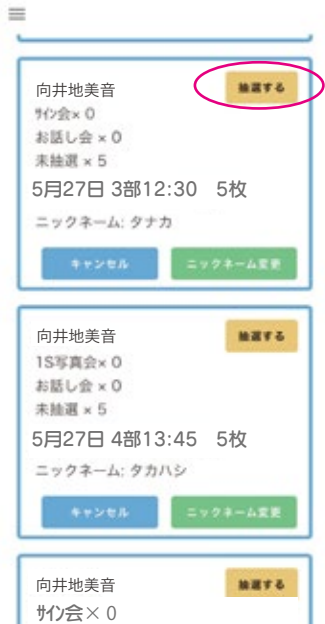 向井地美音
抽選する
サイン会× 0
お話し会 × 0
未抽選 × 5
5月27日 3部12:30 5枚
ニックネーム: タナカ
キャンセル
ニックネーム変更
向井地美音
抽選する
1S写真会× 0
お話し会 × 0
未抽選 × 5
5月27日 4部13:45 5枚
ニックネーム: タカハシ
キャンセル
ニックネーム変更
向井地美音
抽選する
サイン会× 0